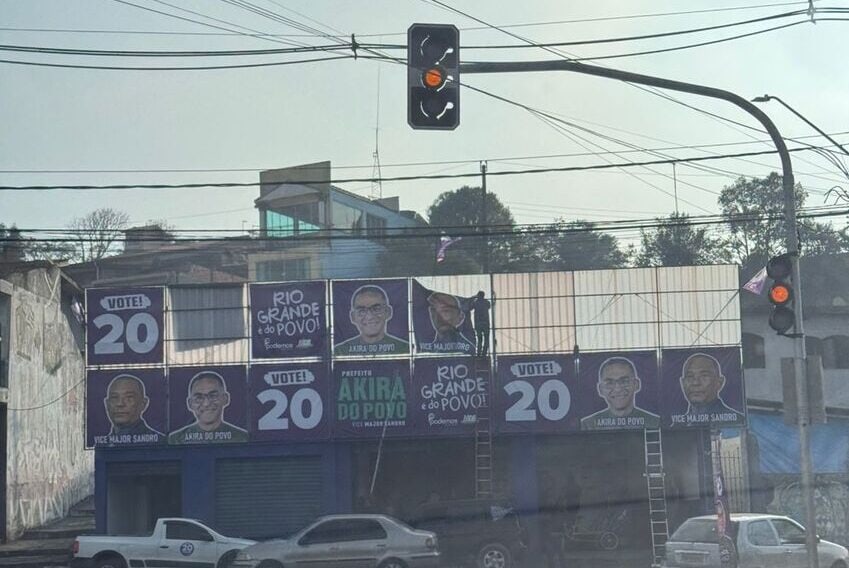 VOTE!
20
RIO
GRANDE
é do POVO!
Podemos
AKIRA DO POVO
VICE MAJOR SANDRO
VICE MAJOR SANDRO
AKIRA DO POVO
VOTE!
20
PREFEITO
AKIRA
DO POVO
VICE MAJOR SANDRO
RIO
GRANDE
é do POVO!
Podemos
VOTE!
20
AKIRA DO POVO
VICE MAJOR SANDRO
20